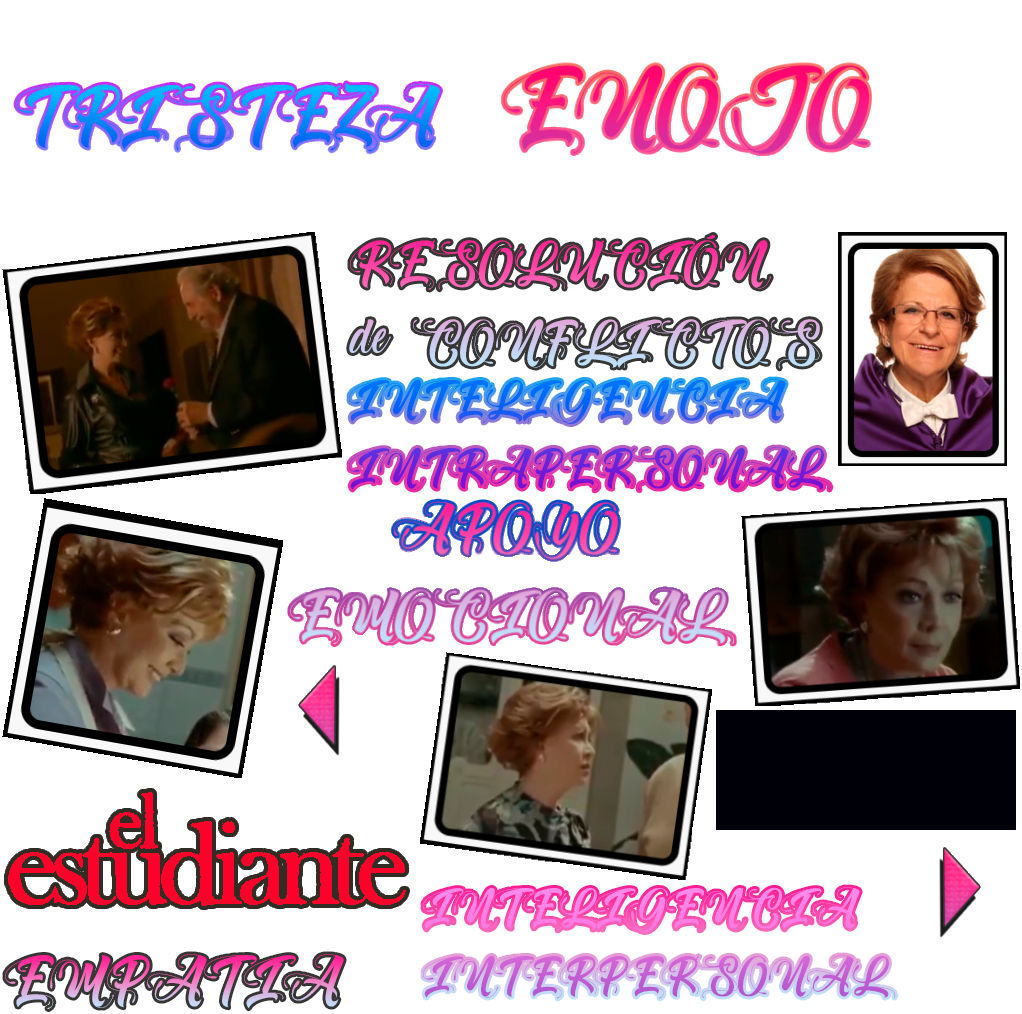 TRISTEZA
ENOJO
RESOLUCIÓN
de CONFLICTOS
INTELIGENCIA
INTRAPERSONAL
APOYO
EMOCIONAL
el
estudiante
EMPATIA
INTELIGENCIA
INTERPERSONAL